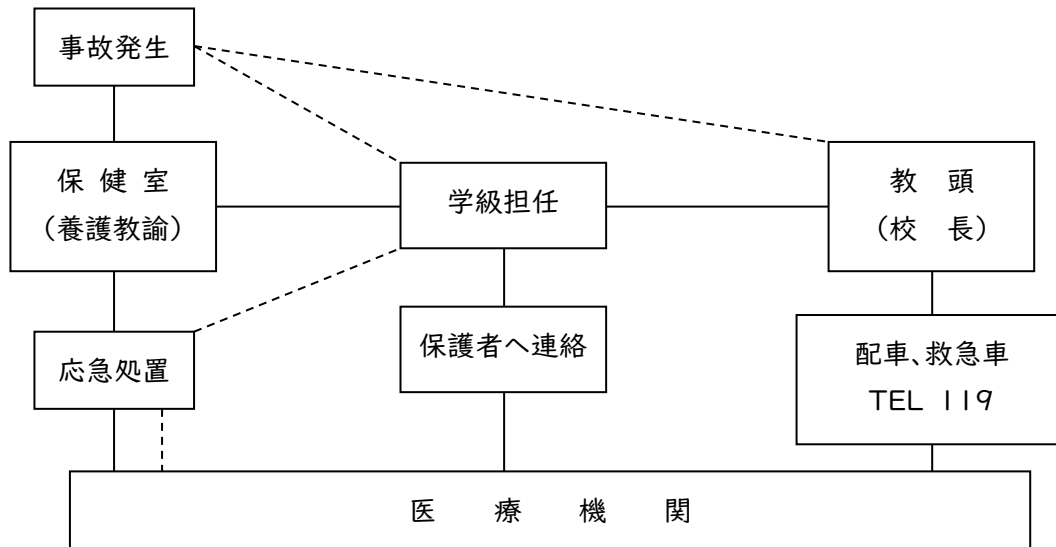 事故発生
保健室
（養護教諭）
学級担任
教頭
（校長）
応急処置
保護者へ連絡
配車、救急車
TEL 119
医療機関